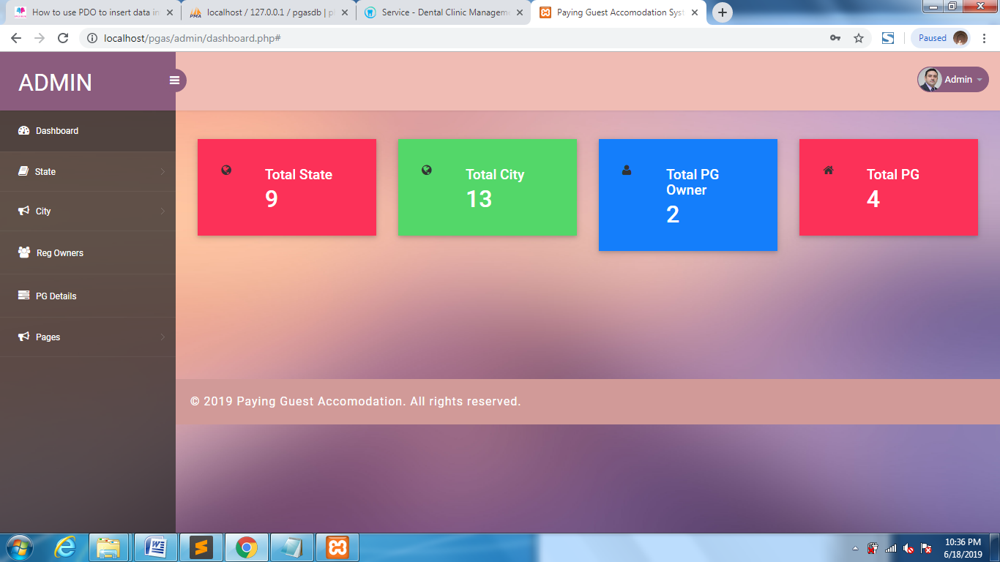 How to use PDO to insert data in
localhost / 127.0.0.1 / pgasdb | p
Service - Dental Clinic Managem
Paying Guest Accomodation Syst
localhost/pgas/admin/dashboard.php#
Paused
ADMIN
Admin
Dashboard
State
City
Reg Owners
PG Details
Pages
Total State
9
Total City
13
Total PG
Owner
2
Total PG
4
© 2019 Paying Guest Accomodation. All rights reserved.
10:36 PM
6/18/2019